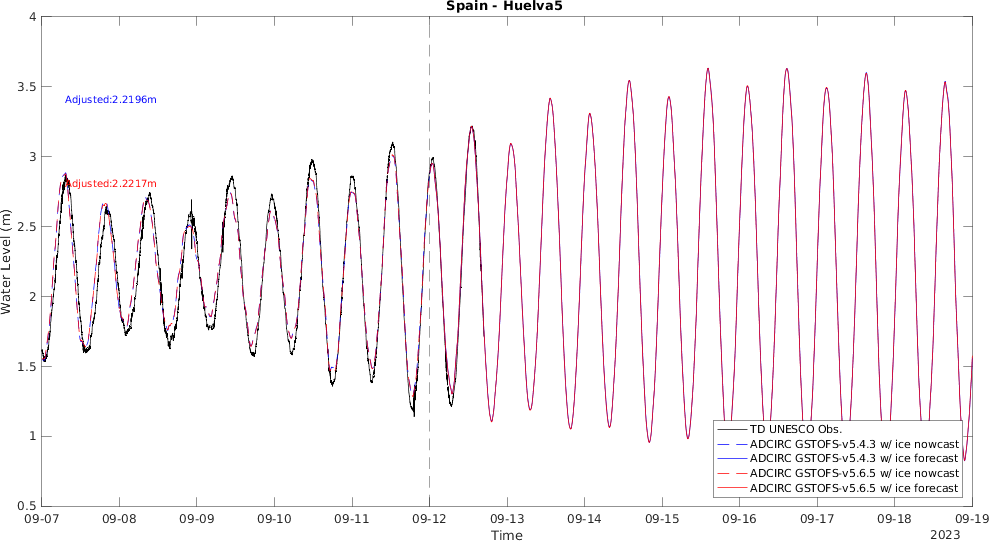 Spain - Huelva5
4
3.5
3
2.5
2
1.5
1
0.5
Water Level (m)
Adjusted:2.2196m
Adjusted:2.2217m
TD UNESCO Obs.
ADCIRC GSTOFS-v5.4.3 w/ ice nowcast
ADCIRC GSTOFS-v5.4.3 w/ ice forecast
ADCIRC GSTOFS-v5.6.5 w/ ice nowcast
ADCIRC GSTOFS-v5.6.5 w/ ice forecast
09-07 09-08 09-09 09-10 09-11 09-12 09-13 09-14 09-15 09-16 09-17 09-18 09-19
Time
2023